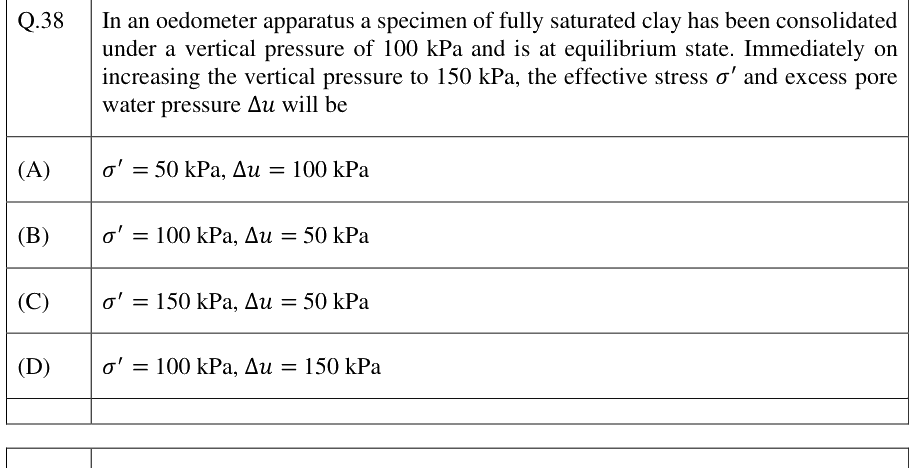 Q.38 In an oedometer apparatus a specimen of fully saturated clay has been consolidated
under a vertical pressure of 100 kPa and is at equilibrium state. Immediately on
increasing the vertical pressure to 150 kPa, the effective stress σ′ and excess pore
water pressure Δu will be
(A) σ′ = 50 kPa, Δu = 100 kPa
(B) σ′ = 100 kPa, Δu = 50 kPa
(C) σ′ = 150 kPa, Δu = 50 kPa
(D) σ′ = 100 kPa, Δu = 150 kPa